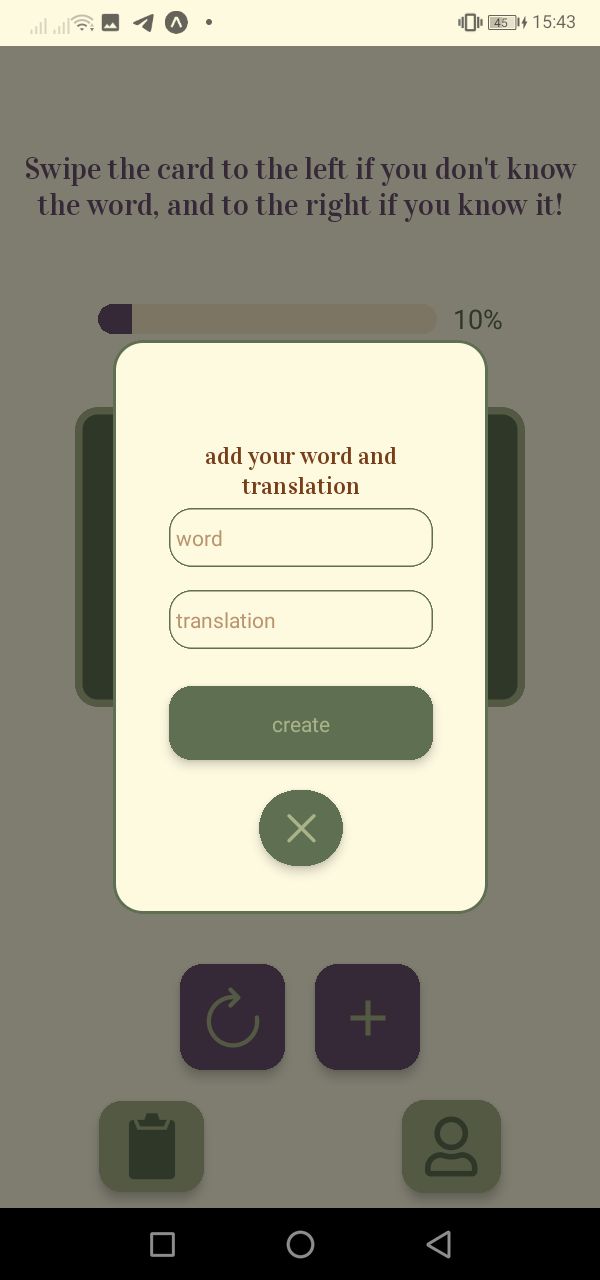 45 15:43
Swipe the card to the left if you don't know
the word, and to the right if you know it!
10%
add your word and
translation
word
translation
create